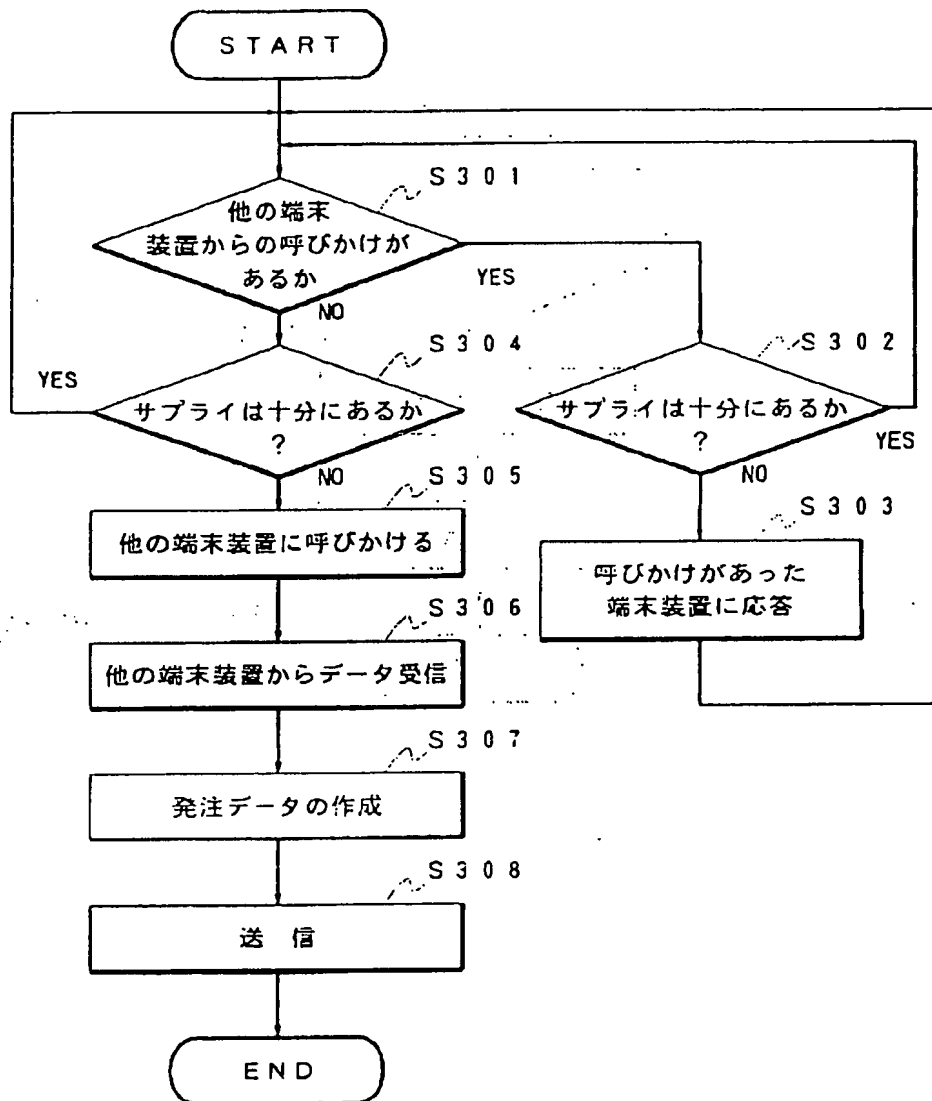 START
S301
他の端末
装置からの呼びかけが
あるか
YES
NO
S304
サプライは十分にあるか
?
YES
NO
S302
サプライは十分にあるか
?
YES
NO
S305
他の端末装置に呼びかける
S303
呼びかけがあった
端末装置に応答
S306
他の端末装置からデータ受信
S307
発注データの作成
S308
送信
END